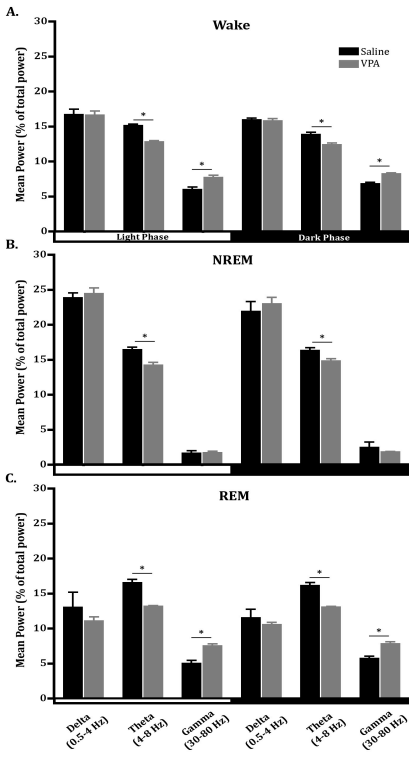 A.
Wake
Mean Power (% of total power)
30
25
20
15
10
5
0
Saline
VPA
*
*
*
*
Light Phase
Dark Phase
B.
NREM
Mean Power (% of total power)
30
25
20
15
10
5
0
*
*
C.
REM
Mean Power (% of total power)
30
25
20
15
10
5
0
*
*
*
*
Delta
(0.5-4 Hz)
Theta
(4-8 Hz)
Gamma
(30-80 Hz)
Delta
(0.5-4 Hz)
Theta
(4-8 Hz)
Gamma
(30-80 Hz)